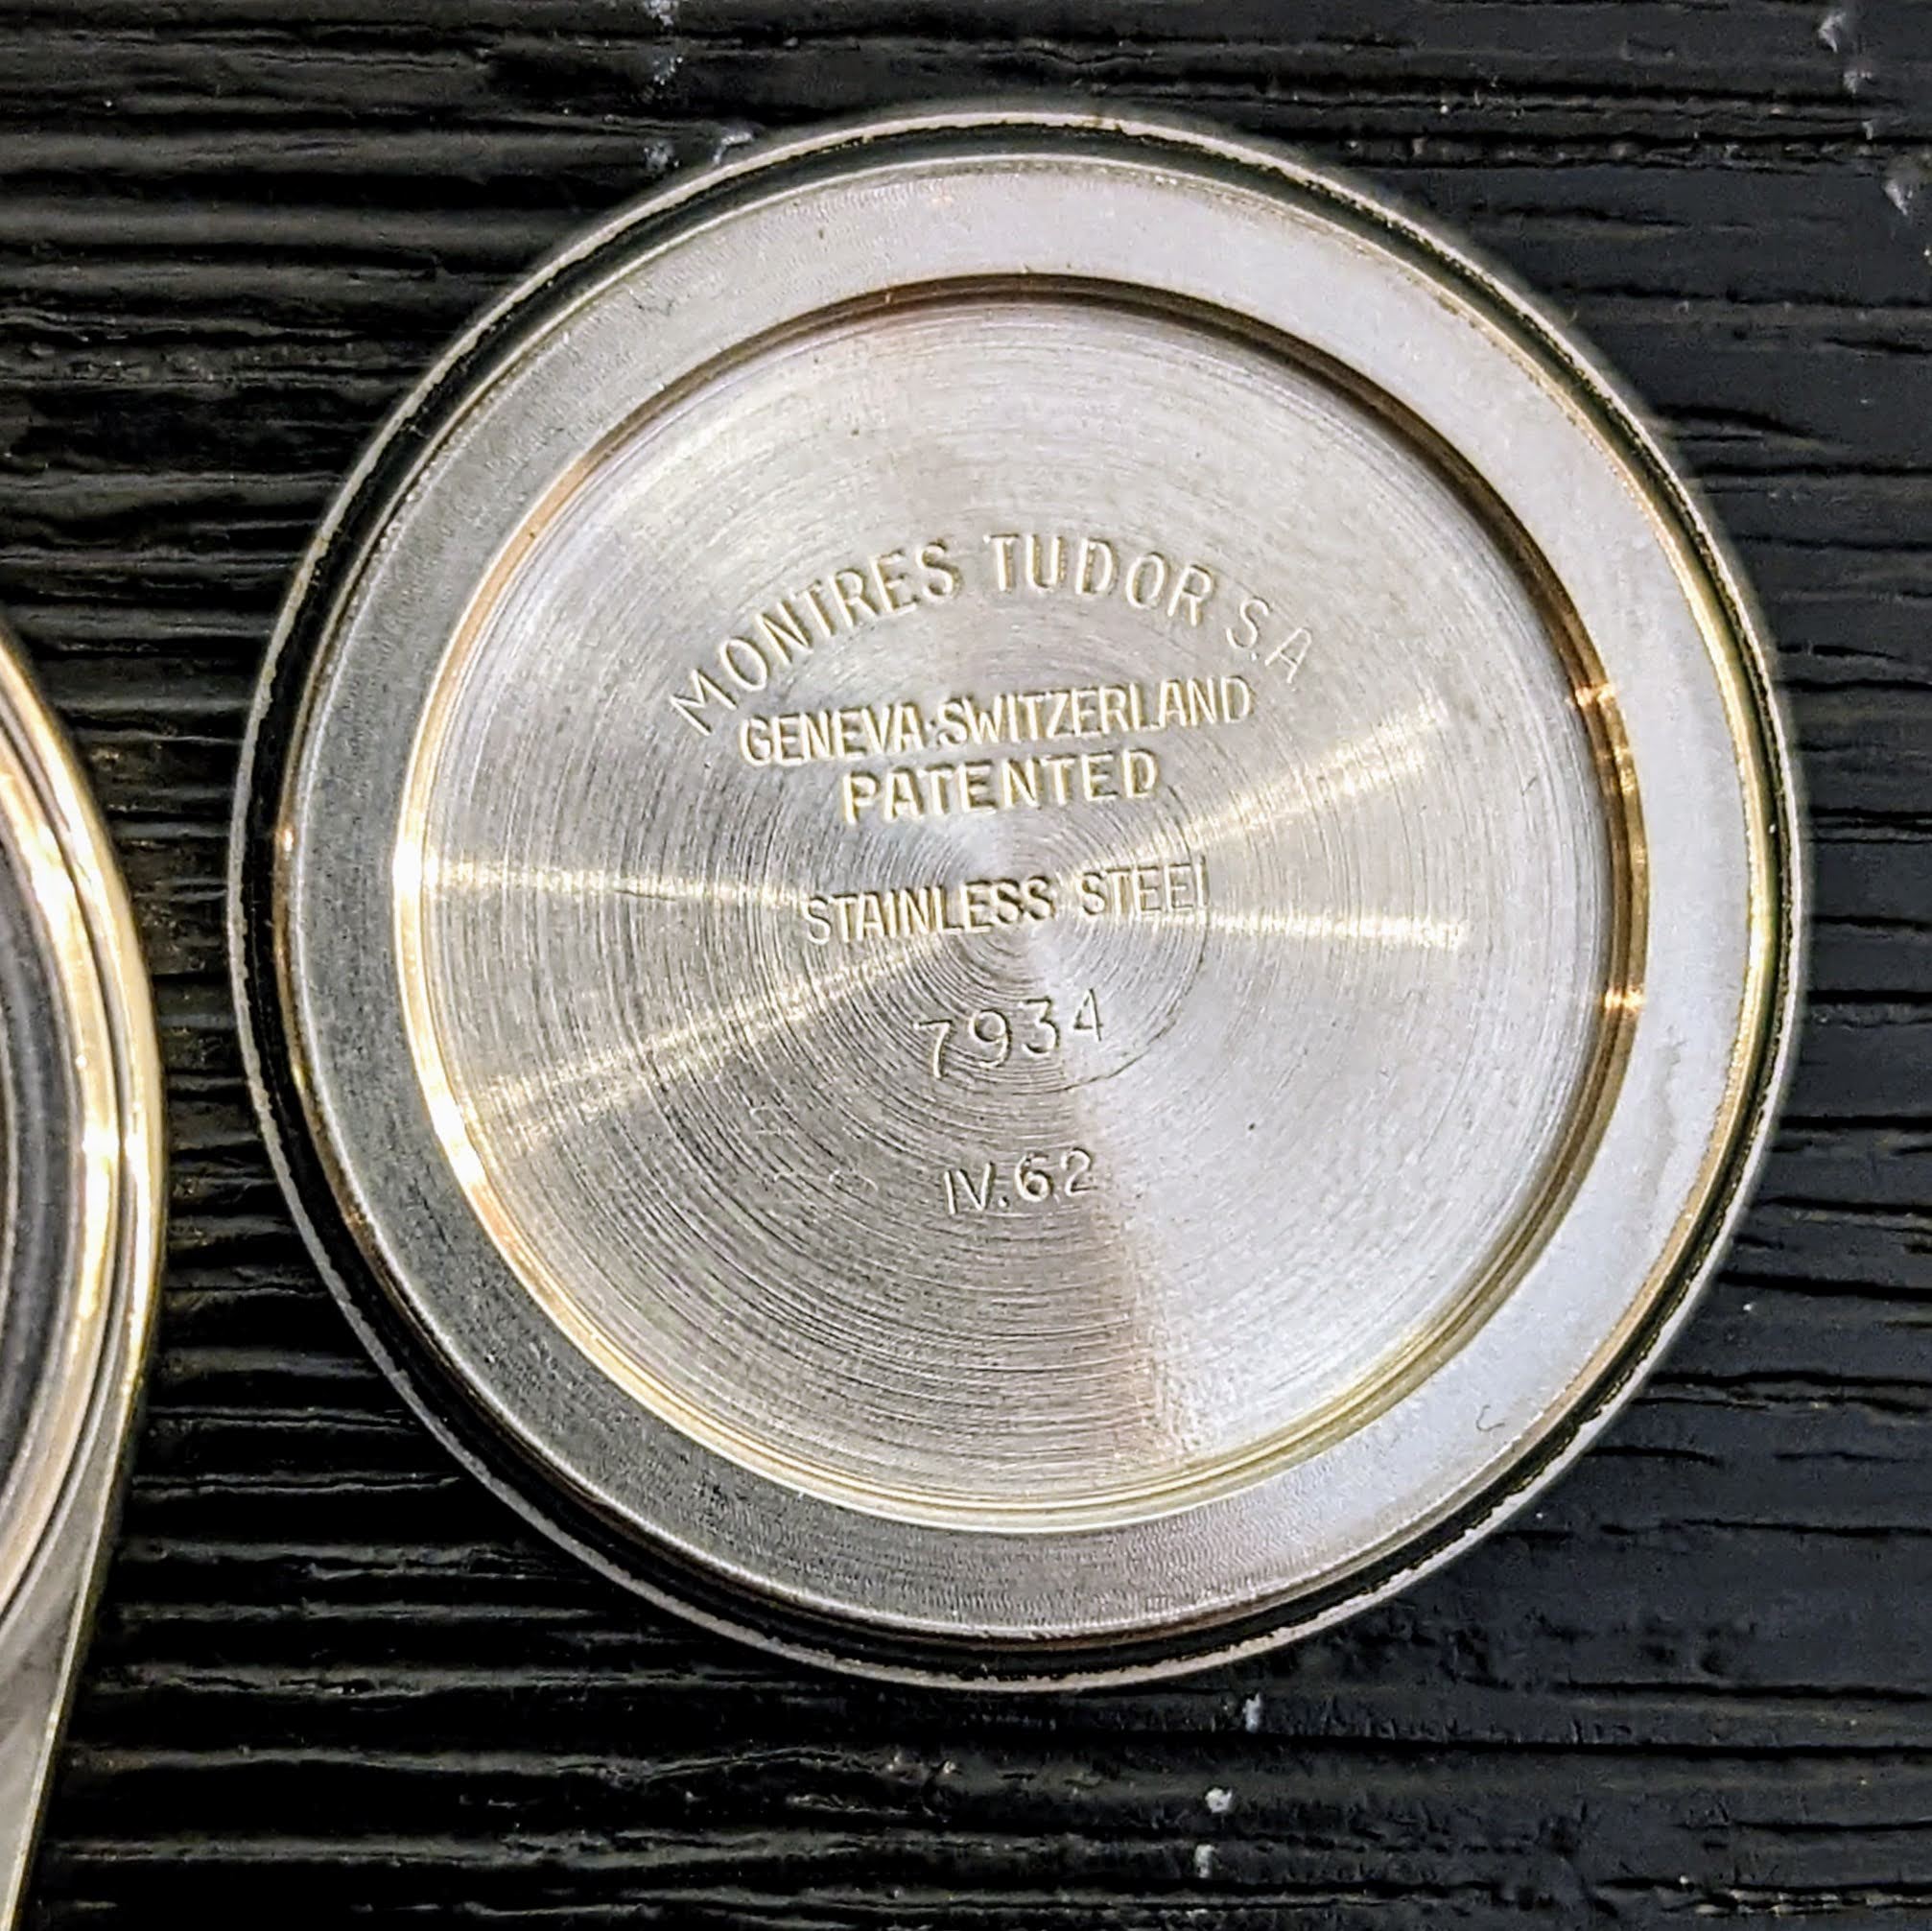 MONTRES TUDOR S.A
GENEVA·SWITZERLAND
PATENTED
STAINLESS STEEL
7934
IV.62